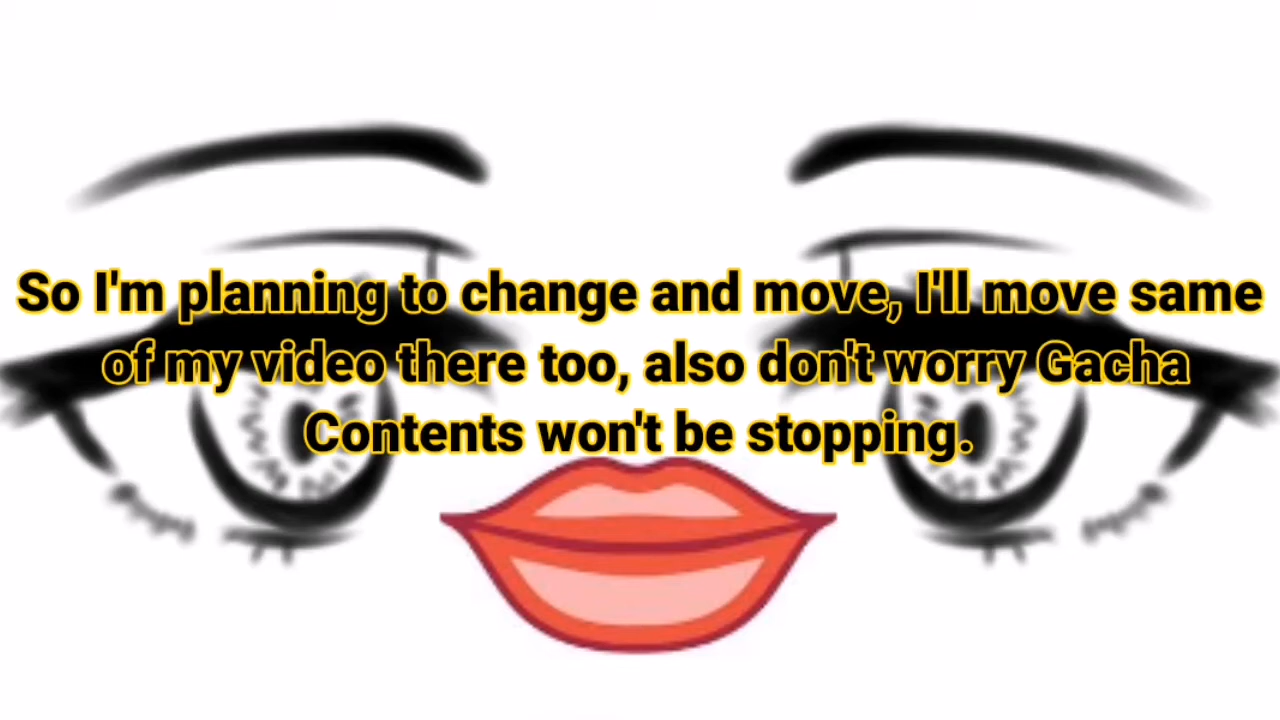 So I'm planning to change and move, I'll move same
of my video there too, also don't worry Gacha
Contents won't be stopping.